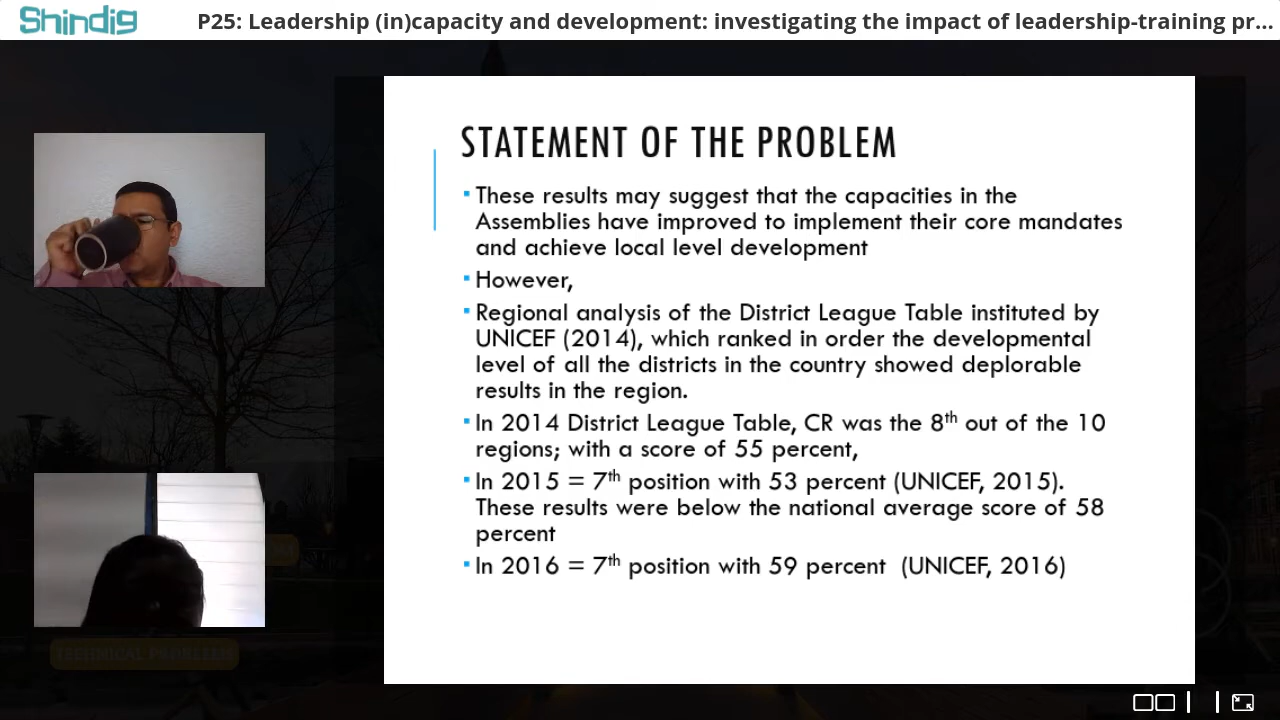 Shindig
P25: Leadership (in)capacity and development: investigating the impact of leadership-training pr...
STATEMENT OF THE PROBLEM
▪ These results may suggest that the capacities in the
Assemblies have improved to implement their core mandates
and achieve local level development
▪ However,
▪ Regional analysis of the District League Table instituted by
UNICEF (2014), which ranked in order the developmental
level of all the districts in the country showed deplorable
results in the region.
▪ In 2014 District League Table, CR was the 8th out of the 10
regions; with a score of 55 percent,
▪ In 2015 = 7th position with 53 percent (UNICEF, 2015).
These results were below the national average score of 58
percent
▪ In 2016 = 7th position with 59 percent (UNICEF, 2016)
TECHNICAL PROBLEMS